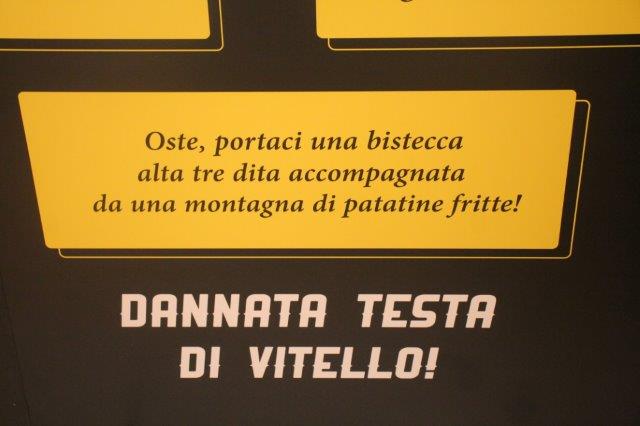 Oste, portaci una bistecca
alta tre dita accompagnata
da una montagna di patatine fritte!
DANNATA TESTA
DI VITELLO!